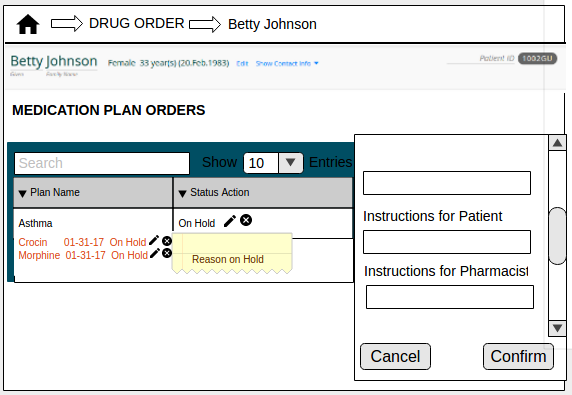 DRUG ORDER Betty Johnson
Betty Johnson Female 33 year(s) (20.Feb.1983) Edit Show Contact Info
Given Family Name
Patient ID 1002GU
MEDICATION PLAN ORDERS
Search Show 10 Entries
Plan Name Status Action
Asthma On Hold
Crocin 01-31-17 On Hold
Morphine 01-31-17 On Hold
Reason on Hold
Instructions for Patient
Instructions for Pharmacist
Cancel Confirm